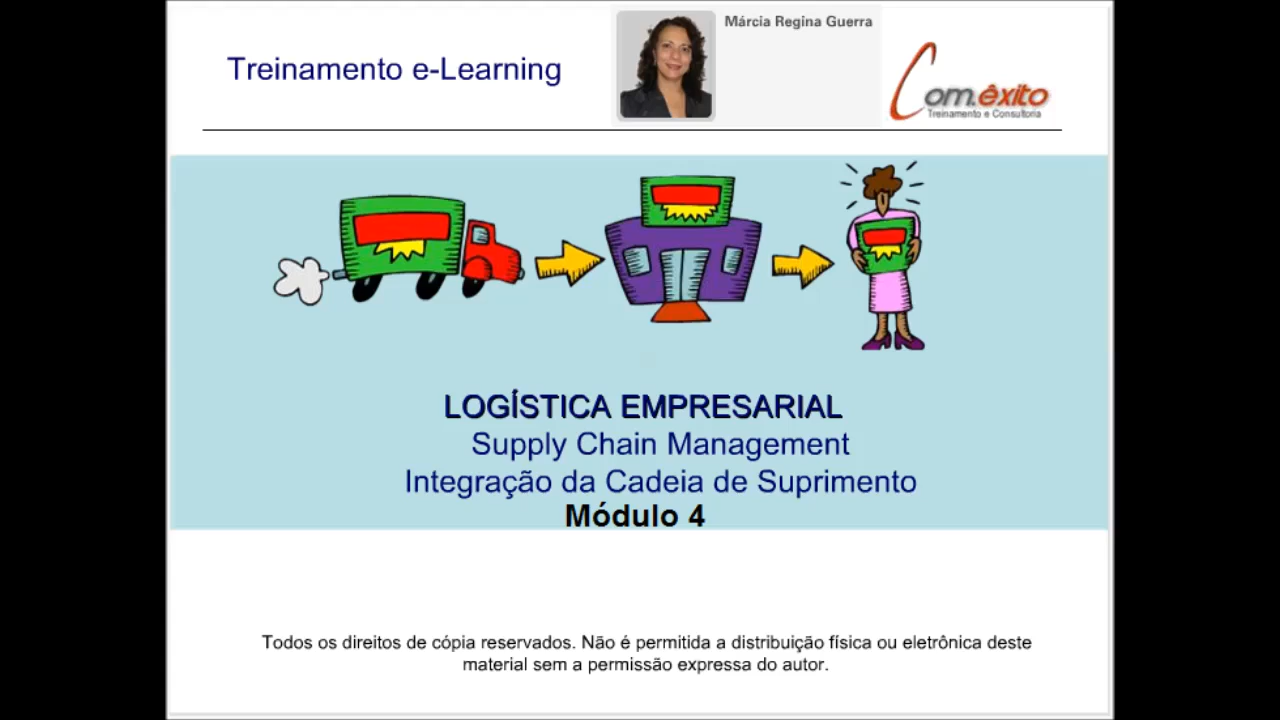 Treinamento e-Learning
Márcia Regina Guerra
Com.êxito
Treinamento e Consultoria
LOGÍSTICA EMPRESARIAL
Supply Chain Management
Integração da Cadeia de Suprimento
Módulo 4
Todos os direitos de cópia reservados. Não é permitida a distribuição física ou eletrônica deste
material sem a permissão expressa do autor.